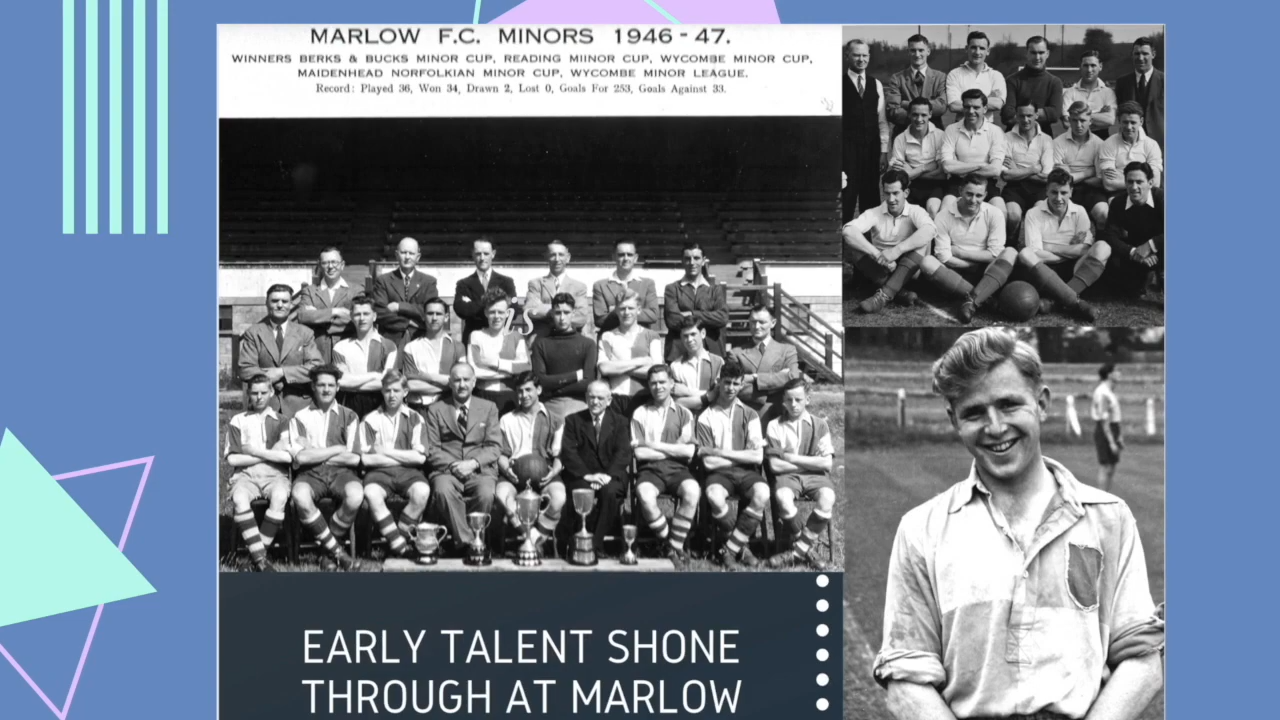 MARLOW F.C. MINORS 1946 - 47.
WINNERS BERKS & BUCKS MINOR CUP, READING MIINOR CUP, WYCOMBE MINOR CUP,
MAIDENHEAD NORFOLKIAN MINOR CUP, WYCOMBE MINOR LEAGUE.
Record: Played 36, Won 34, Drawn 2, Lost 0, Goals For 253, Goals Against 33.
EARLY TALENT SHONE
THROUGH AT MARLOW